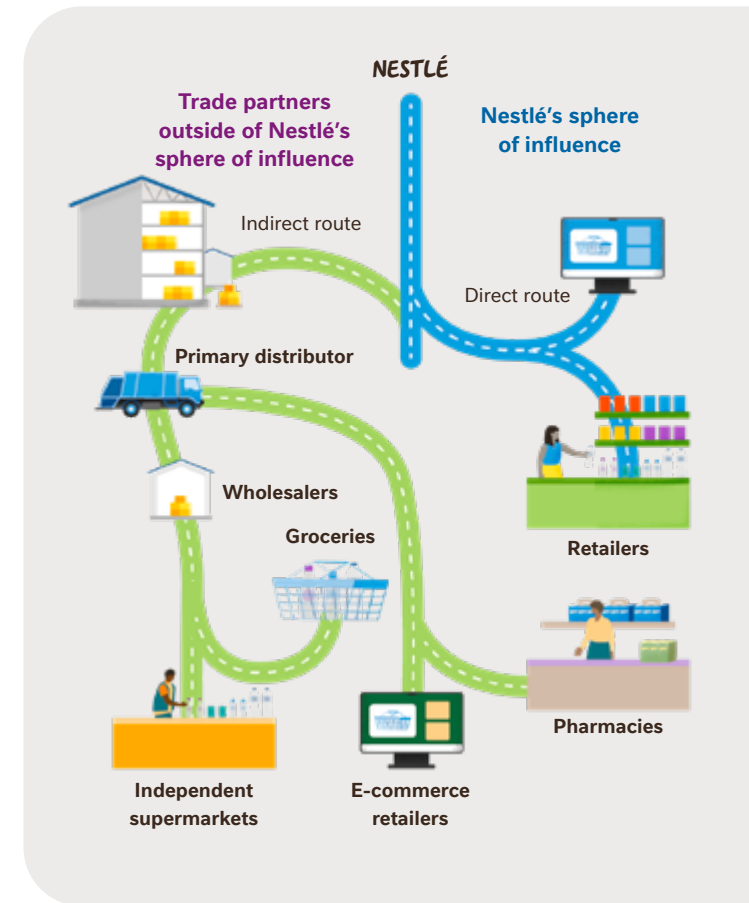 NESTLÉ
Trade partners
outside of Nestlé's
sphere of influence
Nestlé's sphere
of influence
Indirect route
Direct route
Primary distributor
Wholesalers
Groceries
Retailers
Pharmacies
Independent
supermarkets
E-commerce
retailers